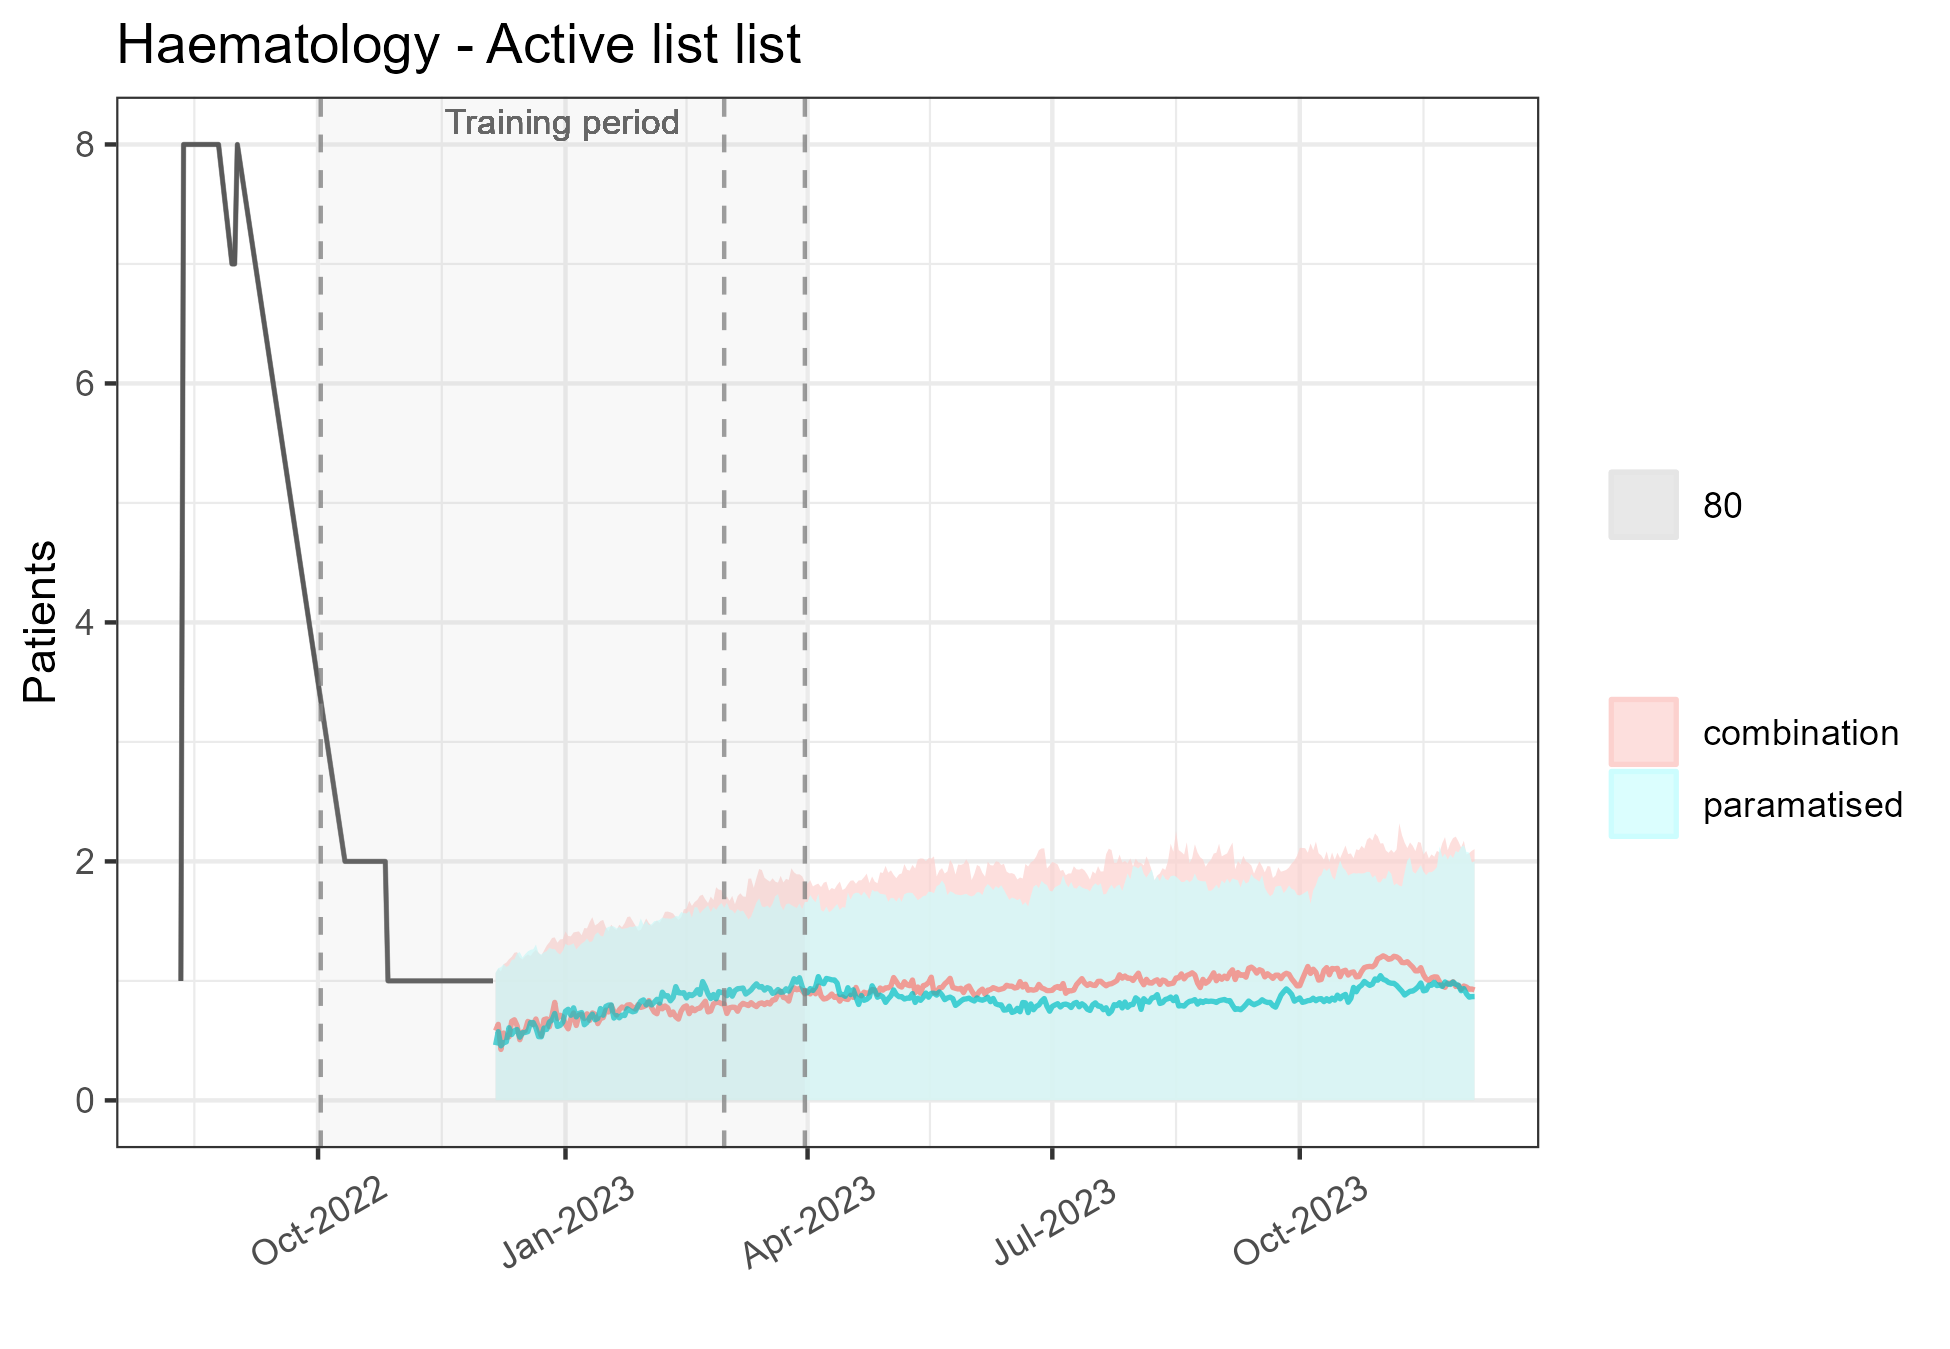 Haematology - Active list list
Training period
Patients
8
6
4
2
0
Oct-2022
Jan-2023
Apr-2023
Jul-2023
Oct-2023
80
combination
paramatised